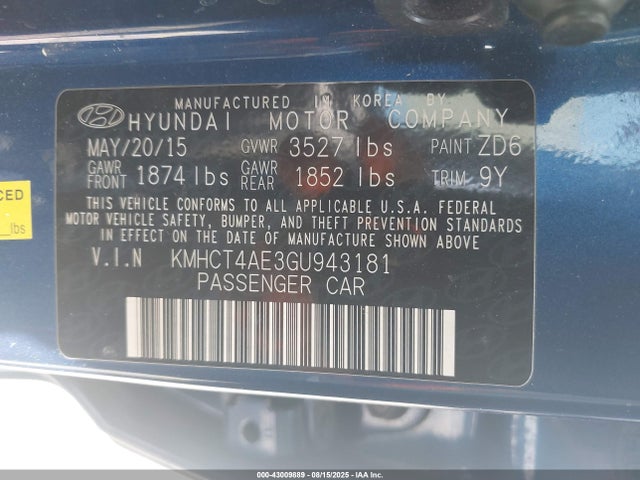 MANUFACTURED IN KOREA BY
HYUNDAI MOTOR COMPANY
MAY/20/15 GVWR 3527 lbs PAINT ZD6
GAWR FRONT 1874 lbs GAWR REAR 1852 lbs TRIM 9Y
THIS VEHICLE CONFORMS TO ALL APPLICABLE U.S.A. FEDERAL
MOTOR VEHICLE SAFETY, BUMPER, AND THEFT PREVENTION STANDARDS
IN EFFECT ON THE DATE OF MANUFACTURE SHOWN ABOVE
V.I.N KMHCT4AE3GU943181
PASSENGER CAR
CED
lbs
000-43009889 - 08/15/2025 - IAA Inc.